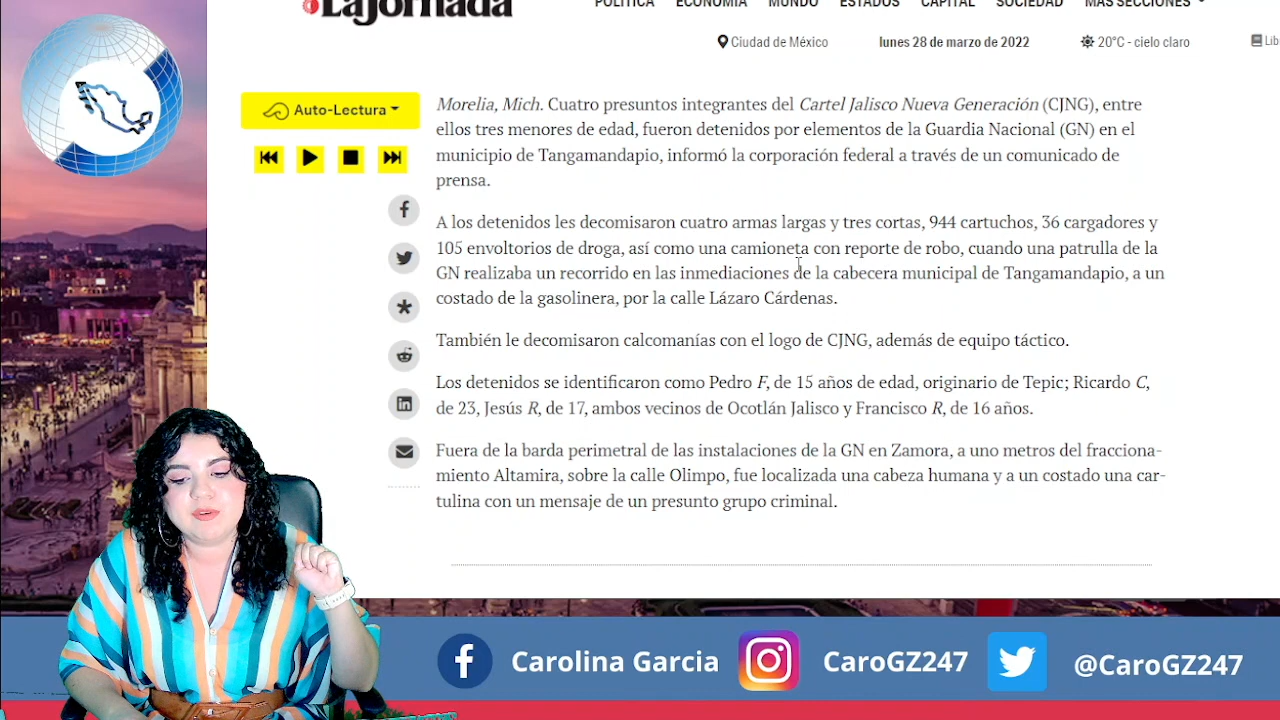 LaJornada
POLÍTICA ECONOMÍA MUNDO ESTADOS CAPITAL SOCIEDAD MÁS SECCIONES
Ciudad de México lunes 28 de marzo de 2022 20°C - cielo claro Lib
Auto-Lectura
Morelia, Mich. Cuatro presuntos integrantes del Cartel Jalisco Nueva Generación (CJNG), entre
ellos tres menores de edad, fueron detenidos por elementos de la Guardia Nacional (GN) en el
municipio de Tangamandapio, informó la corporación federal a través de un comunicado de
prensa.
A los detenidos les decomisaron cuatro armas largas y tres cortas, 944 cartuchos, 36 cargadores y
105 envoltorios de droga, así como una camioneta con reporte de robo, cuando una patrulla de la
GN realizaba un recorrido en las inmediaciones de la cabecera municipal de Tangamandapio, a un
costado de la gasolinera, por la calle Lázaro Cárdenas.
También le decomisaron calcomanías con el logo de CJNG, además de equipo táctico.
Los detenidos se identificaron como Pedro F, de 15 años de edad, originario de Tepic; Ricardo C,
de 23, Jesús R, de 17, ambos vecinos de Ocotlán Jalisco y Francisco R, de 16 años.
Fuera de la barda perimetral de las instalaciones de la GN en Zamora, a uno metros del fracciona-
miento Altamira, sobre la calle Olimpo, fue localizada una cabeza humana y a un costado una car-
tulina con un mensaje de un presunto grupo criminal.
Carolina Garcia CaroGZ247 @CaroGZ247